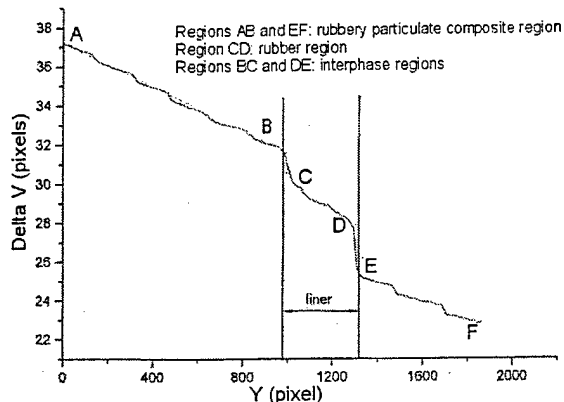 Regions AB and EF: rubbery particulate composite region
Region CD: rubber region
Regions BC and DE: interphase regions
A
B
C
D
E
F
liner
Delta V (pixels)
38
36
34
32
30
28
26
24
22
0
400
800
1200
1600
2000
Y (pixel)